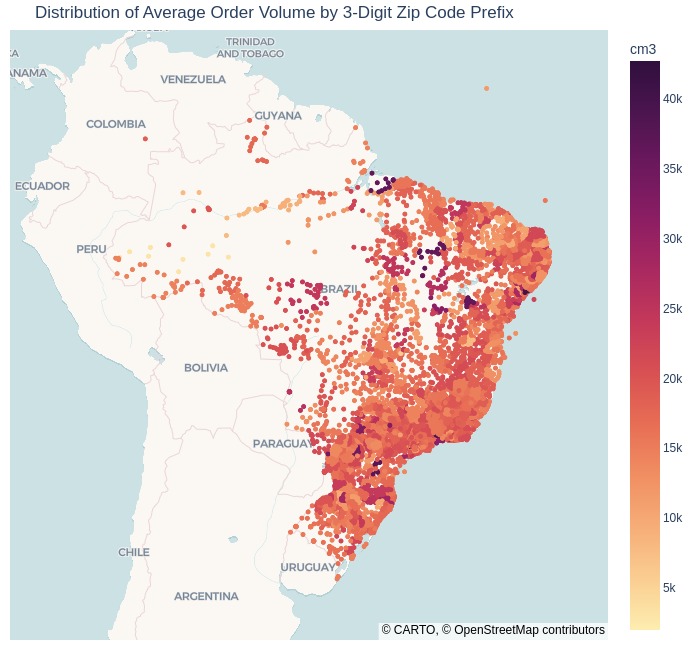 Distribution of Average Order Volume by 3-Digit Zip Code Prefix
cm3
TRINIDAD
AND TOBAGO
ANAMA
VENEZUELA
GUYANA
COLOMBIA
ECUADOR
PERU
BRAZIL
BOLIVIA
PARAGUAY
CHILE
URUGUAY
ARGENTINA
40k
35k
30k
25k
20k
15k
10k
5k
© CARTO, © OpenStreetMap contributors